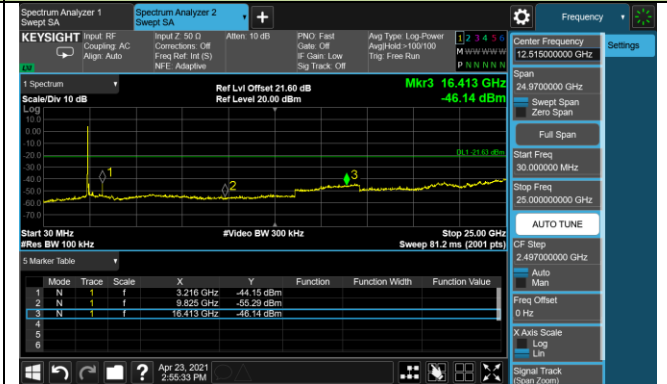 Spectrum Analyzer 1
Swept SA
Spectrum Analyzer 2
Swept SA
+
Frequency
KEYSIGHT
Input: RF
Coupling: AC
Align: Auto
Input Z: 50 Ω
Corrections: Off
Freq Ref: Int (S)
NFE: Adaptive
Atten: 10 dB
PNO: Fast
Gate: Off
IF Gain: Low
Sig Track: Off
Avg Type: Log-Power
Avg|Hold:>100/100
Trig: Free Run
1 2 3 4 5 6
M W W W W W
P N N N N N
1 Spectrum
Scale/Div 10 dB
Ref Lvl Offset 21.60 dB
Ref Level 20.00 dBm
Mkr3 16.413 GHz
-46.14 dBm
Log
10.0
0.00
-10.0
-20.0
-30.0
-40.0
-50.0
-60.0
-70.0
DL1 -21.63 dBm
1
2
3
Start 30 MHz
#Res BW 100 kHz
#Video BW 300 kHz
Stop 25.00 GHz
Sweep 81.2 ms (2001 pts)
5 Marker Table
Mode Trace Scale X Y Function Function Width Function Value
1 N 1 f 3.216 GHz -44.15 dBm
2 N 1 f 9.825 GHz -55.29 dBm
3 N 1 f 16.413 GHz -46.14 dBm
4
5
6
?
Apr 23, 2021
2:55:33 PM
Center Frequency
12.515000000 GHz
Settings
Span
24.9700000 GHz
Swept Span
Zero Span
Full Span
Start Freq
30.000000 MHz
Stop Freq
25.000000000 GHz
AUTO TUNE
CF Step
2.497000000 GHz
Auto
Man
Freq Offset
0 Hz
X Axis Scale
Log
Lin
Signal Track
(Span Zoom)